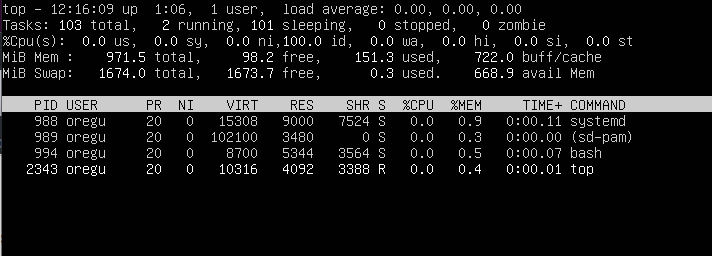 top - 12:16:09 up  1:06,  1 user,  load average: 0.00, 0.00, 0.00
Tasks: 103 total,   2 running, 101 sleeping,   0 stopped,   0 zombie
%Cpu(s):  0.0 us,  0.0 sy,  0.0 ni,100.0 id,  0.0 wa,  0.0 hi,  0.0 si,  0.0 st
MiB Mem :    971.5 total,     98.2 free,    151.3 used,    722.0 buff/cache
MiB Swap:   1674.0 total,   1673.7 free,      0.3 used.    668.9 avail Mem
PID USER      PR  NI    VIRT    RES    SHR S  %CPU  %MEM     TIME+ COMMAND
988 oregu     20   0   15308   9000   7524 S   0.0   0.9   0:00.11 systemd
989 oregu     20   0  102100   3480      0 S   0.0   0.3   0:00.00 (sd-pam)
994 oregu     20   0    8700   5344   3564 S   0.0   0.5   0:00.07 bash
2343 oregu     20   0   10316   4092   3388 R   0.0   0.4   0:00.01 top